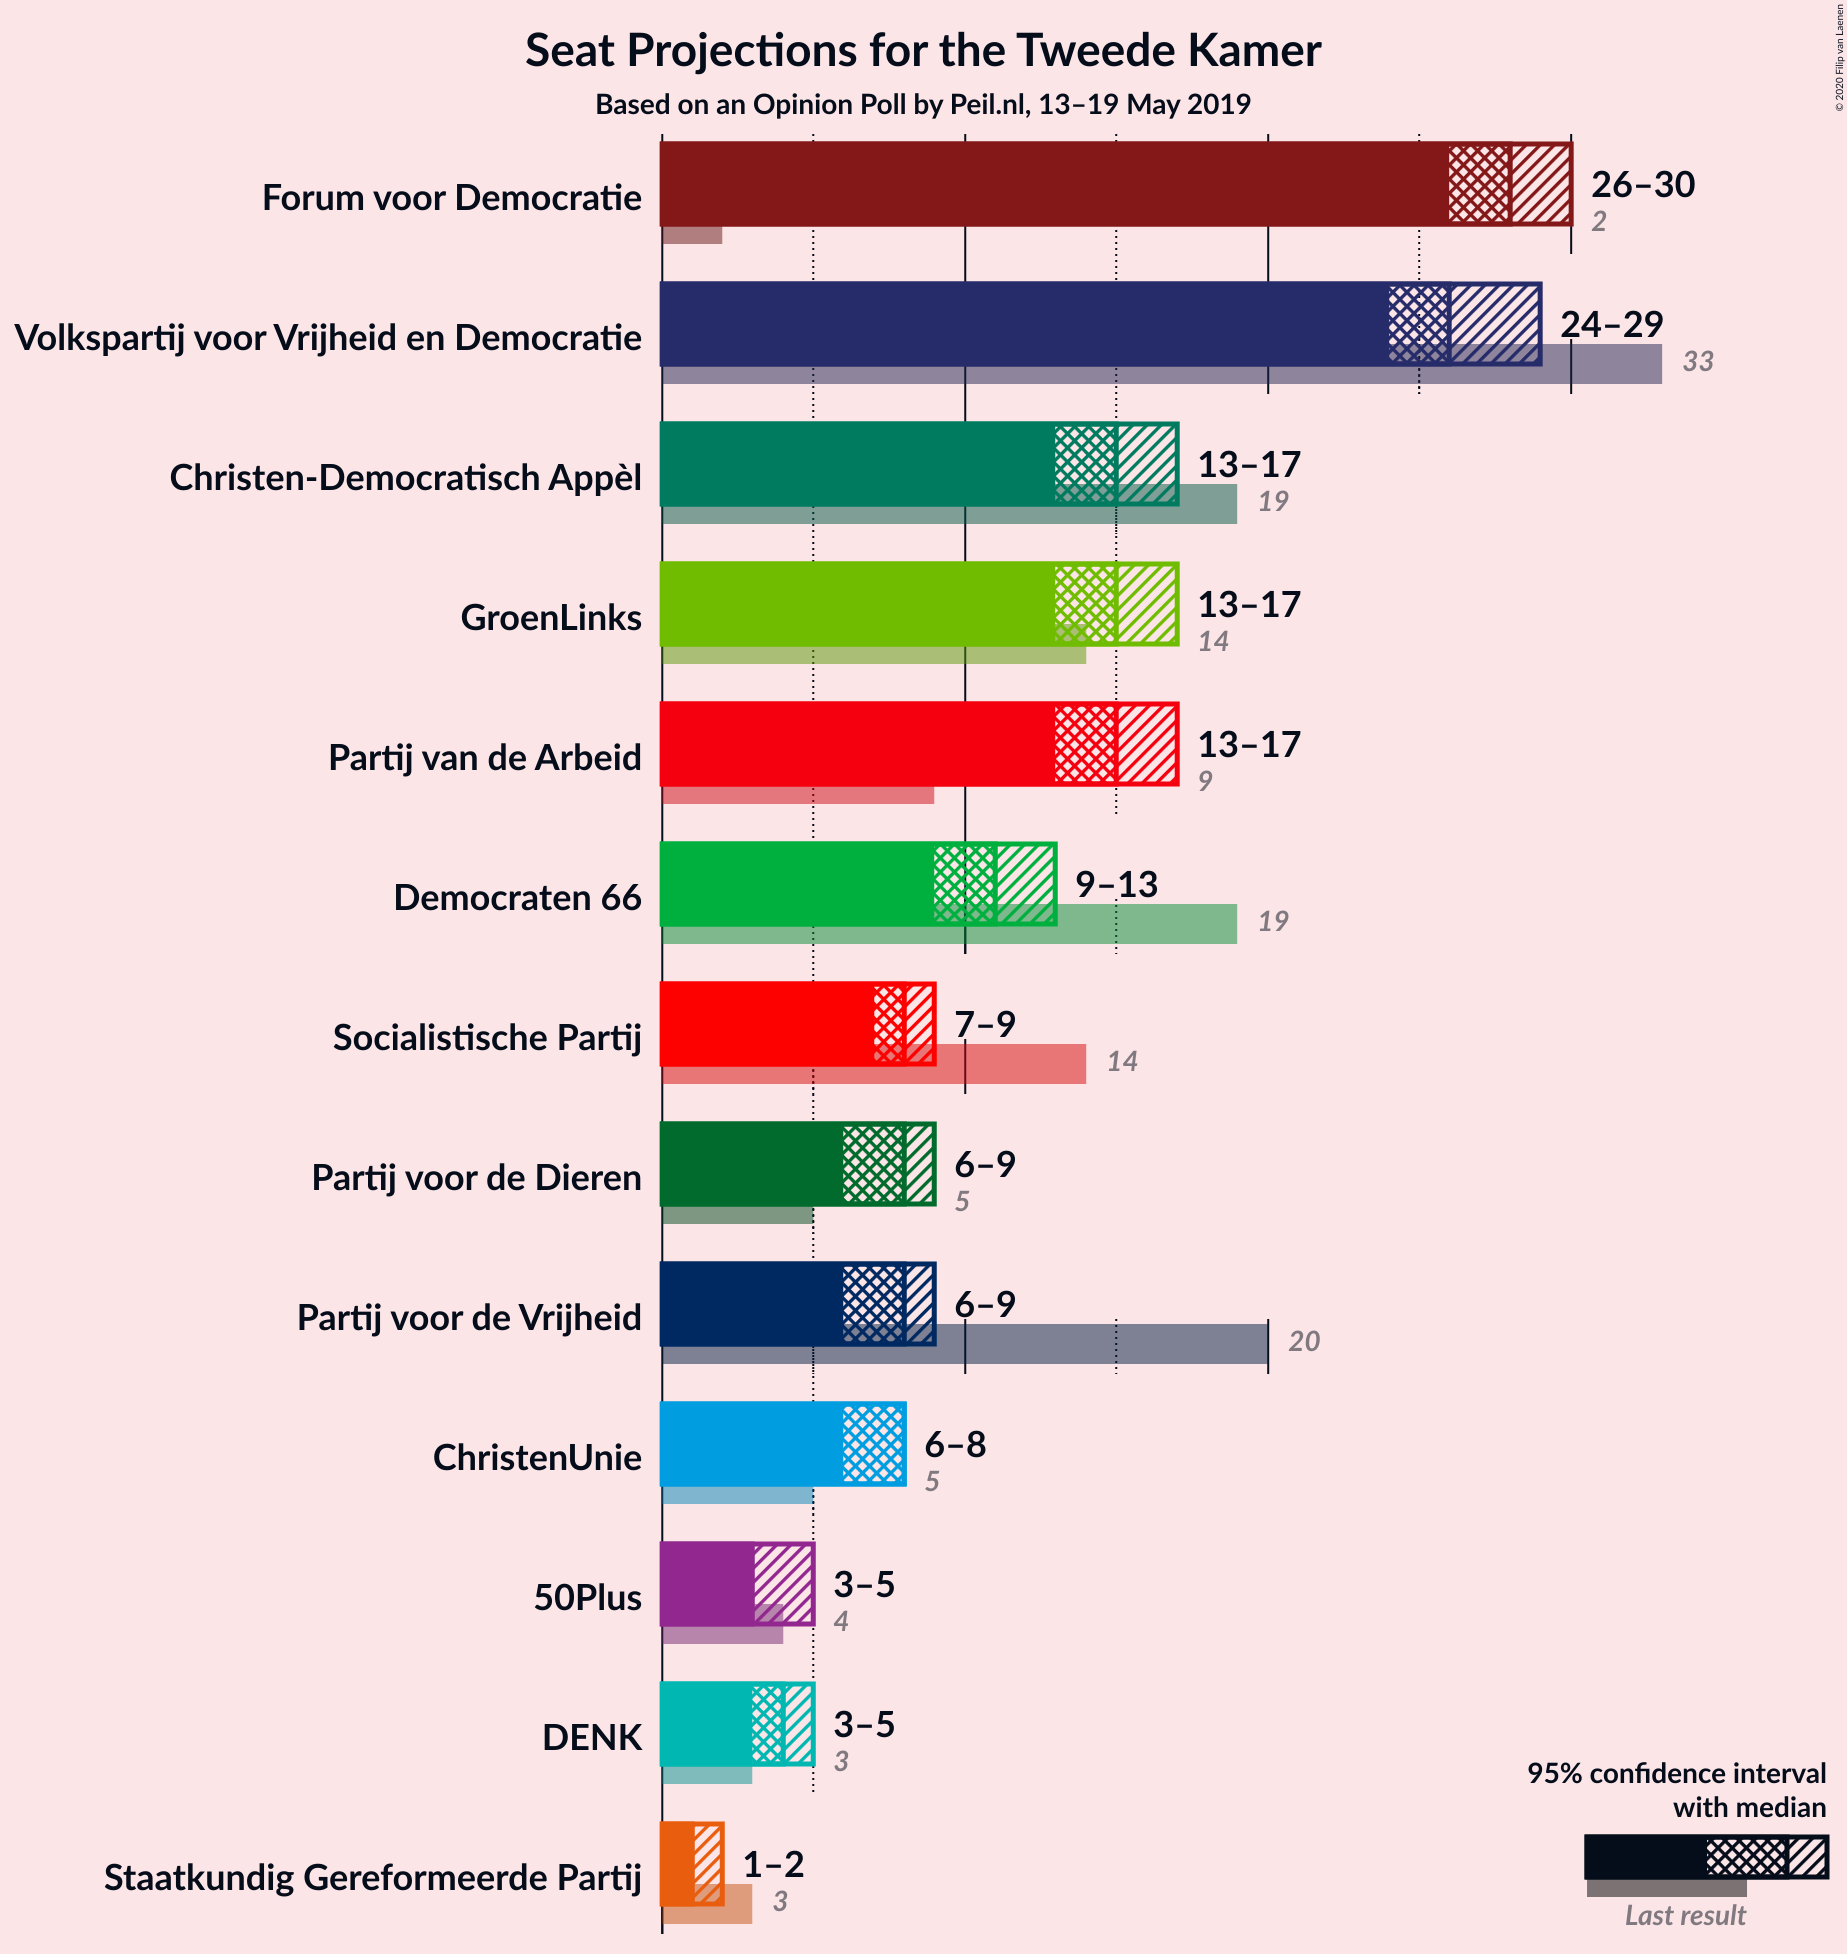 Seat Projections for the Tweede Kamer
Based on an Opinion Poll by Peil.nl, 13–19 May 2019
© 2020 Filip van Laenen
Forum voor Democratie
26–30
2
Volkspartij voor Vrijheid en Democratie
24–29
33
Christen-Democratisch Appèl
13–17
19
GroenLinks
13–17
14
Partij van de Arbeid
13–17
9
Democraten 66
9–13
19
Socialistische Partij
7–9
14
Partij voor de Dieren
6–9
5
Partij voor de Vrijheid
6–9
20
ChristenUnie
6–8
5
50Plus
3–5
4
DENK
3–5
3
Staatkundig Gereformeerde Partij
1–2
3
95% confidence interval
with median
Last result